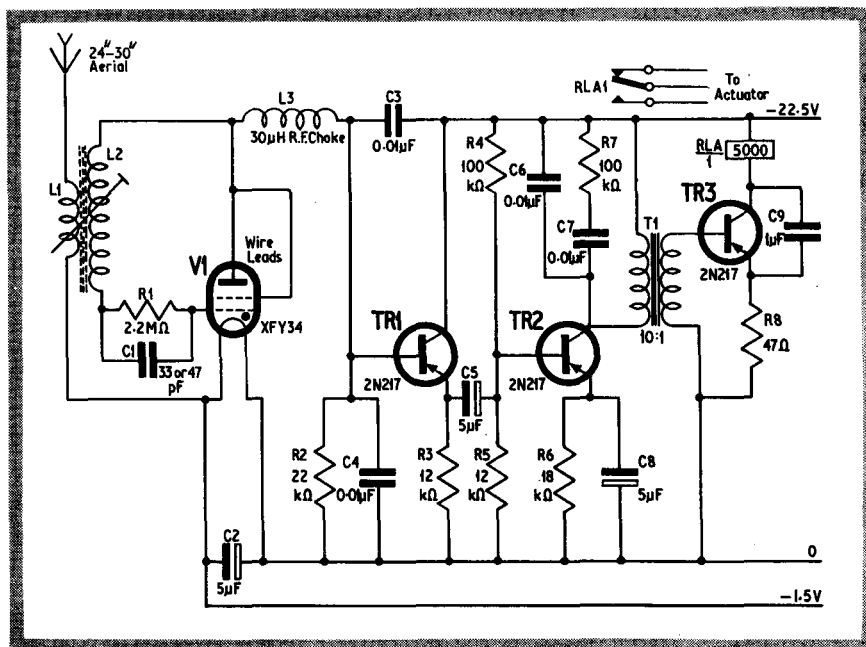 24"-30"
Aerial
L1
L2
L3
30μH R.F.Choke
C3
0.01μF
RLA1
To
Actuator
-22.5V
R4
100
kΩ
C6
0.01μF
R7
100
kΩ
C7
0.01μF
RLA
1
5000
TR3
2N217
C9
1μF
T1
10:1
R8
47Ω
V1
Wire
Leads
XFY34
R1
2.2MΩ
C1
33 or 47
pF
TR1
2N217
C5
5μF
TR2
2N217
R2
22
kΩ
C4
0.01μF
R3
12
kΩ
R5
12
kΩ
R6
.18
kΩ
C8
5μF
C2
5μF
0
-1.5V